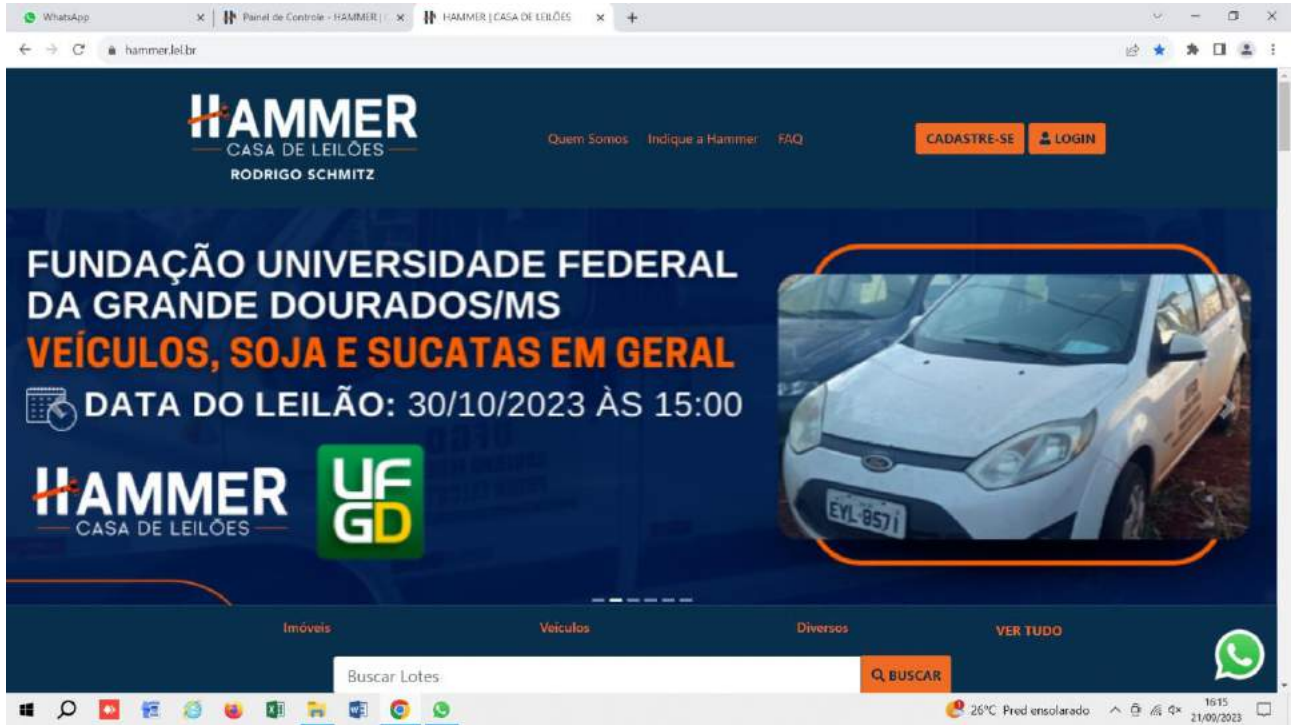 WhatsApp
Painel de Controle - HAMMER |
HAMMER | CASA DE LEILÕES
hammer.lel.br
HAMMER
CASA DE LEILÕES
RODRIGO SCHMITZ
Quem Somos Indique a Hammer FAQ
CADASTRE-SE LOGIN
FUNDAÇÃO UNIVERSIDADE FEDERAL
DA GRANDE DOURADOS/MS
VEÍCULOS, SOJA E SUCATAS EM GERAL
DATA DO LEILÃO: 30/10/2023 ÀS 15:00
HAMMER
CASA DE LEILÕES
UF
GD
EYL-8571
Imóveis Veículos Diversos VER TUDO
Buscar Lotes BUSCAR
26°C Pred ensolarado
16:15
21/09/2023